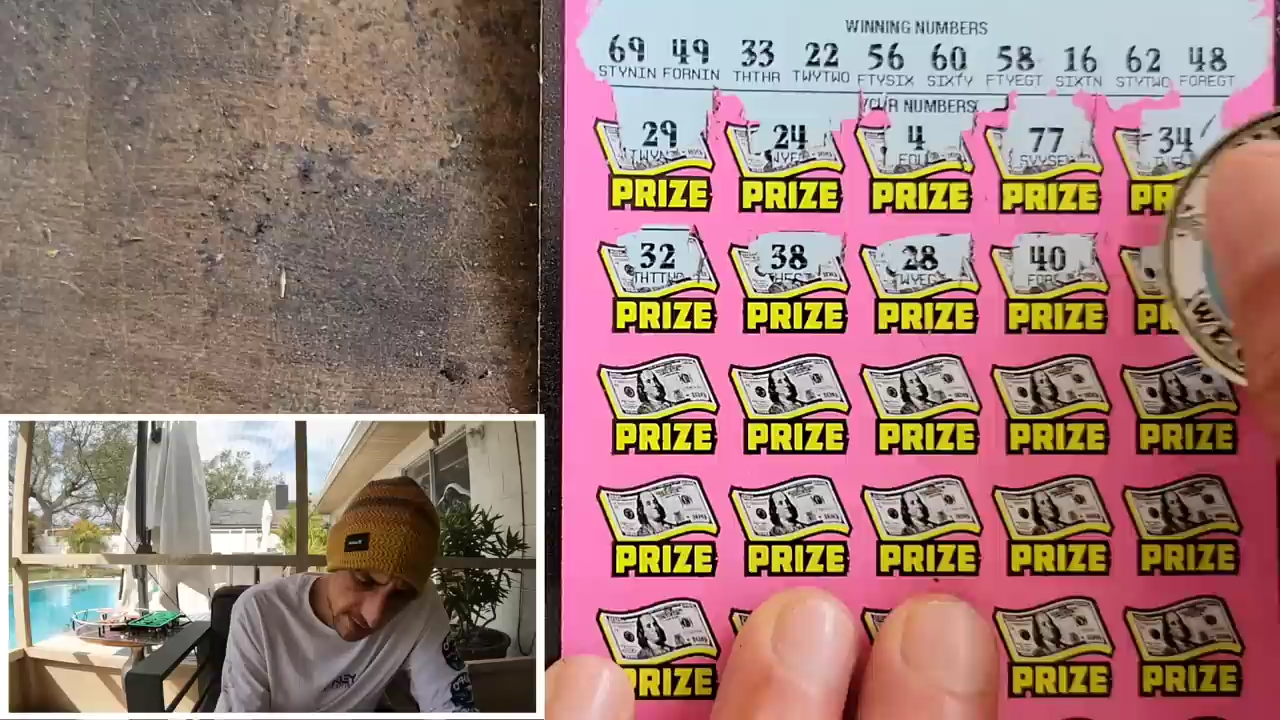 WINNING NUMBERS
69 49 33 22 56 60 58 16 62 48
STYNIN FORNIN THTHR TWYTWO FTYSIX SIXTY FTYEGT SIXTN STYTWO FOREGT
YOUR NUMBERS
29 24 4 77 34
PRIZE PRIZE PRIZE PRIZE
32 38 28 40
THTTWO
PRIZE PRIZE PRIZE PRIZE
PRIZE PRIZE PRIZE PRIZE PRIZE
PRIZE PRIZE PRIZE PRIZE PRIZE
PRIZE PRIZE PRIZE